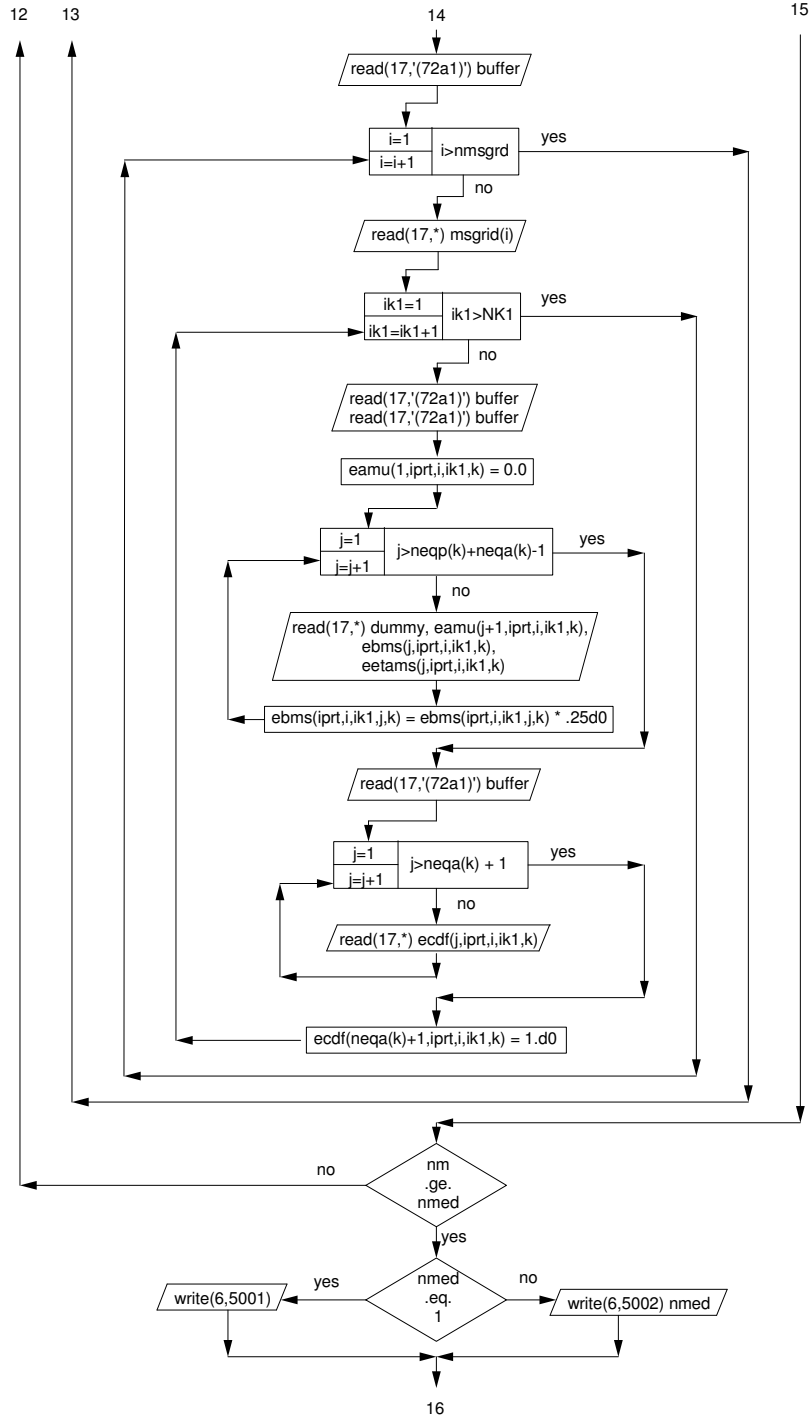 12
13
14
15
read(17,'(72a1)') buffer
i=1
i=i+1
i>nmsgrd
yes
no
read(17,*) msgrid(i)
ik1=1
ik1=ik1+1
ik1>NK1
yes
no
read(17,'(72a1)') buffer
read(17,'(72a1)') buffer
eamu(1,iprt,i,ik1,k) = 0.0
j=1
j=j+1
j>neqp(k)+neqa(k)-1
yes
no
read(17,*) dummy, eamu(j+1,iprt,i,ik1,k),
ebms(j,iprt,i,ik1,k),
eetams(j,iprt,i,ik1,k)
ebms(iprt,i,ik1,j,k) = ebms(iprt,i,ik1,j,k) * .25d0
read(17,'(72a1)') buffer
j=1
j=j+1
j>neqa(k) + 1
yes
no
read(17,*) ecdf(j,iprt,i,ik1,k)
ecdf(neqa(k)+1,iprt,i,ik1,k) = 1.d0
no
nm
.ge.
nmed
yes
yes
nmed
.eq.
1
no
write(6,5001)
write(6,5002) nmed
16